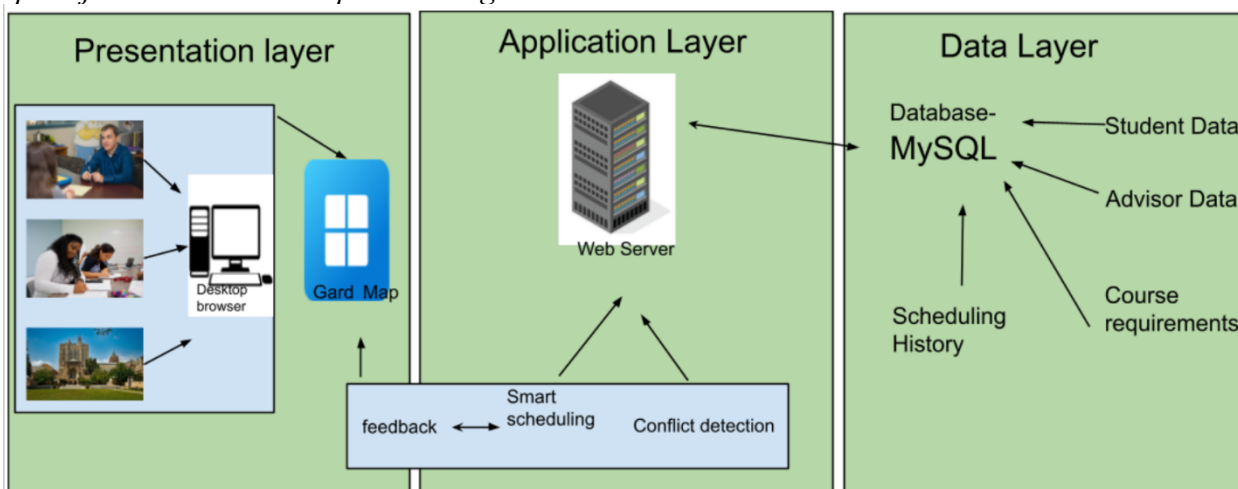 Presentation layer
Application Layer
Data Layer
Desktop
browser
Gard Map
Web Server
Database-
MySQL
Student Data
Advisor Data
Scheduling
History
Course
requirements
feedback
Smart
scheduling
Conflict detection